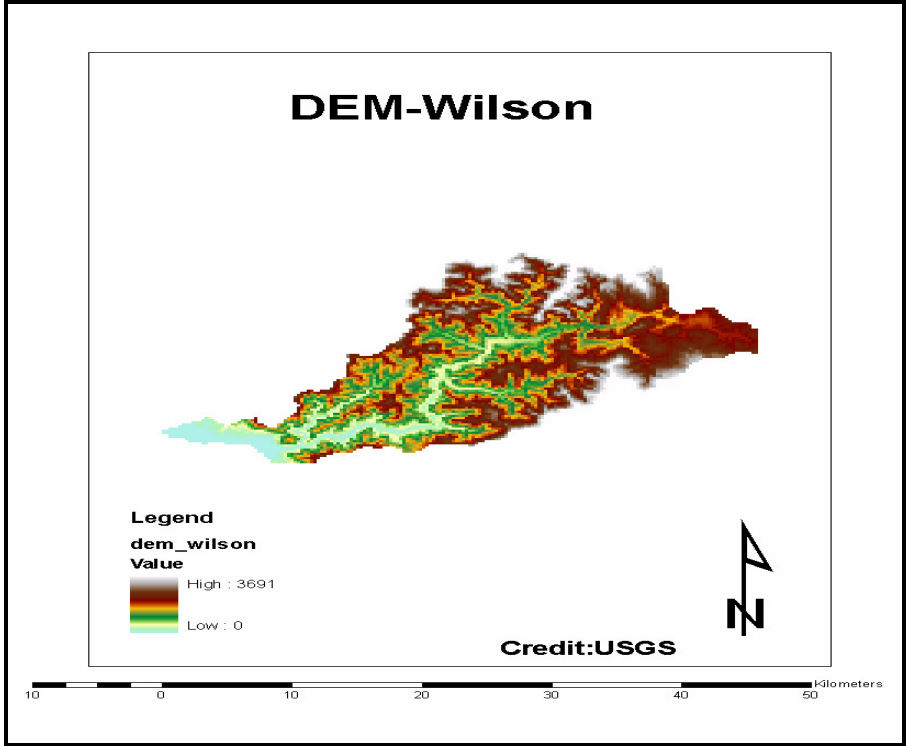 DEM-Wilson
Legend
dem_wilson
Value
High : 3691
Low : 0
N
Credit:USGS
Kilometers
10 0 10 20 30 40 50